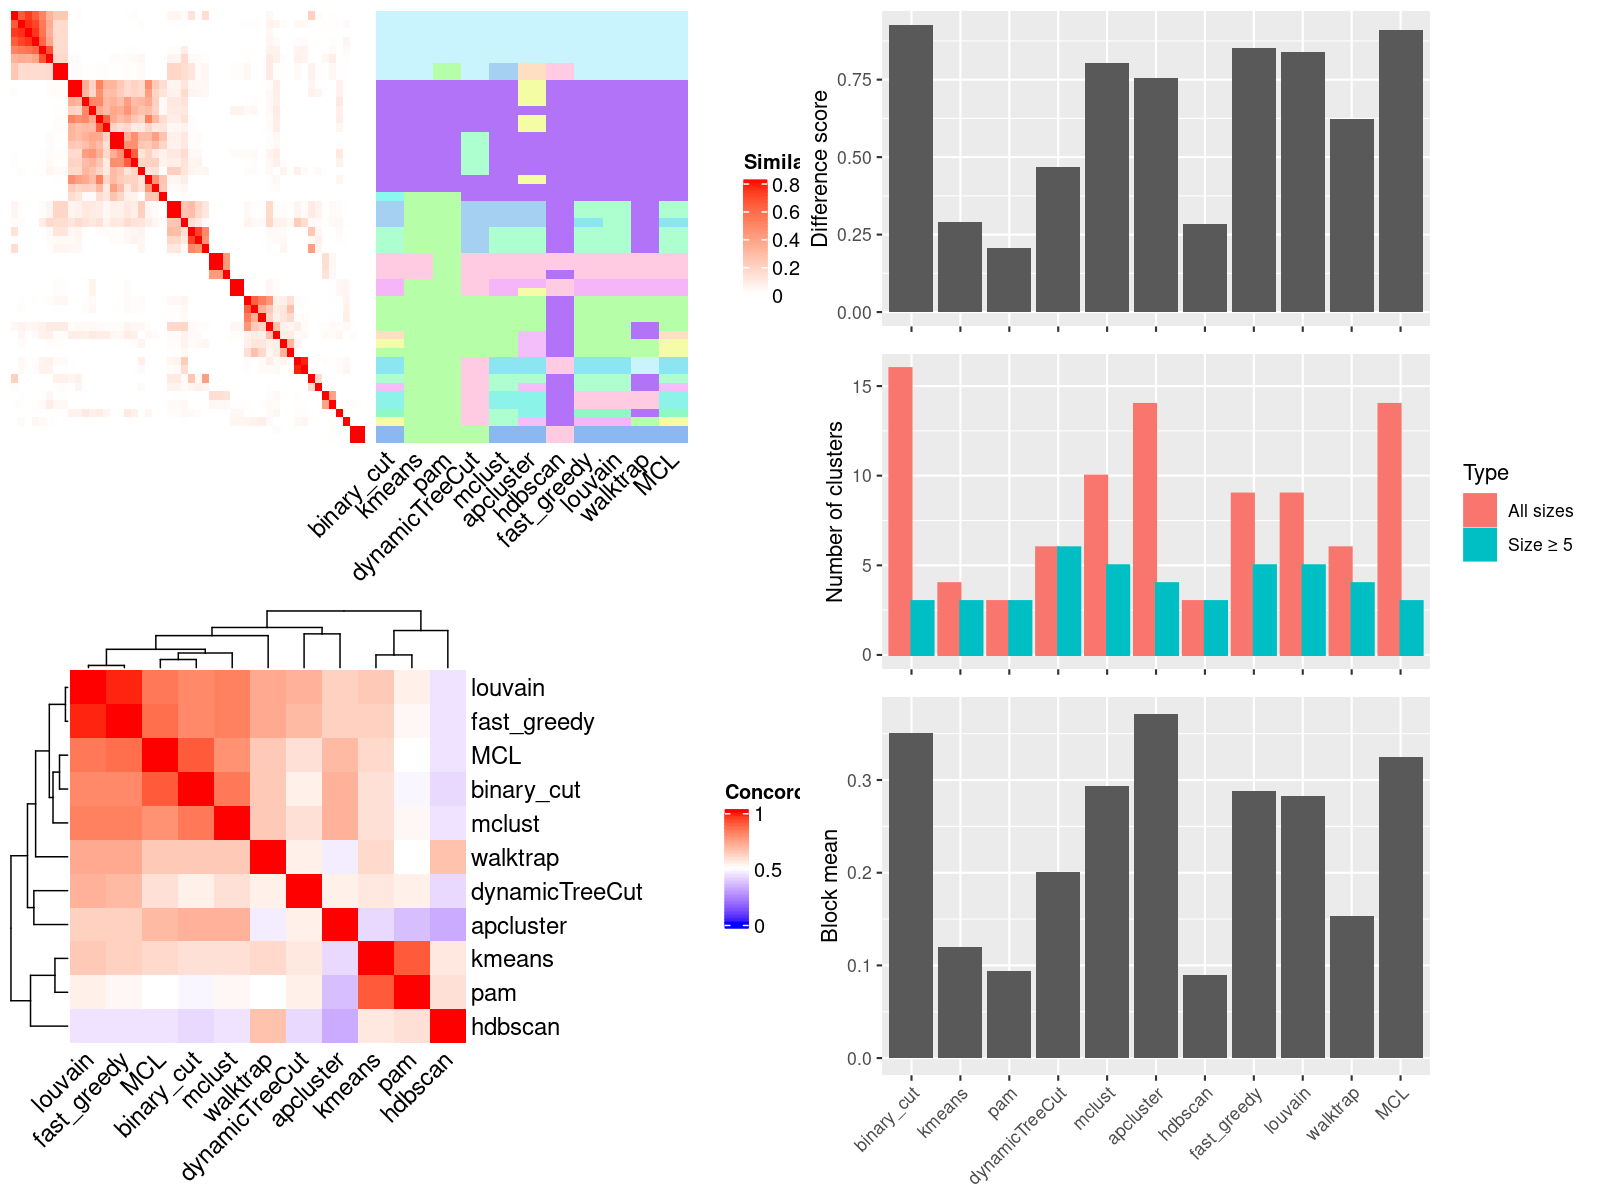 Simila
0.8
0.6
0.4
0.2
0
binary_cut
kmeans
pam
dynamicTreeCut
mclust
apcluster
hdbscan
fast_greedy
louvain
walktrap
MCL
louvain
fast_greedy
MCL
binary_cut
mclust
walktrap
dynamicTreeCut
apcluster
kmeans
pam
hdbscan
louvain
fast_greedy
MCL
binary_cut
mclust
walktrap
dynamicTreeCut
apcluster
kmeans
pam
hdbscan
Concord
1
0.5
0
Difference score
0.75
0.50
0.25
0.00
Number of clusters
15
10
5
0
Type
All sizes
Size ≥ 5
Block mean
0.3
0.2
0.1
0.0
binary_cut
kmeans
pam
dynamicTreeCut
mclust
apcluster
hdbscan
fast_greedy
louvain
walktrap
MCL